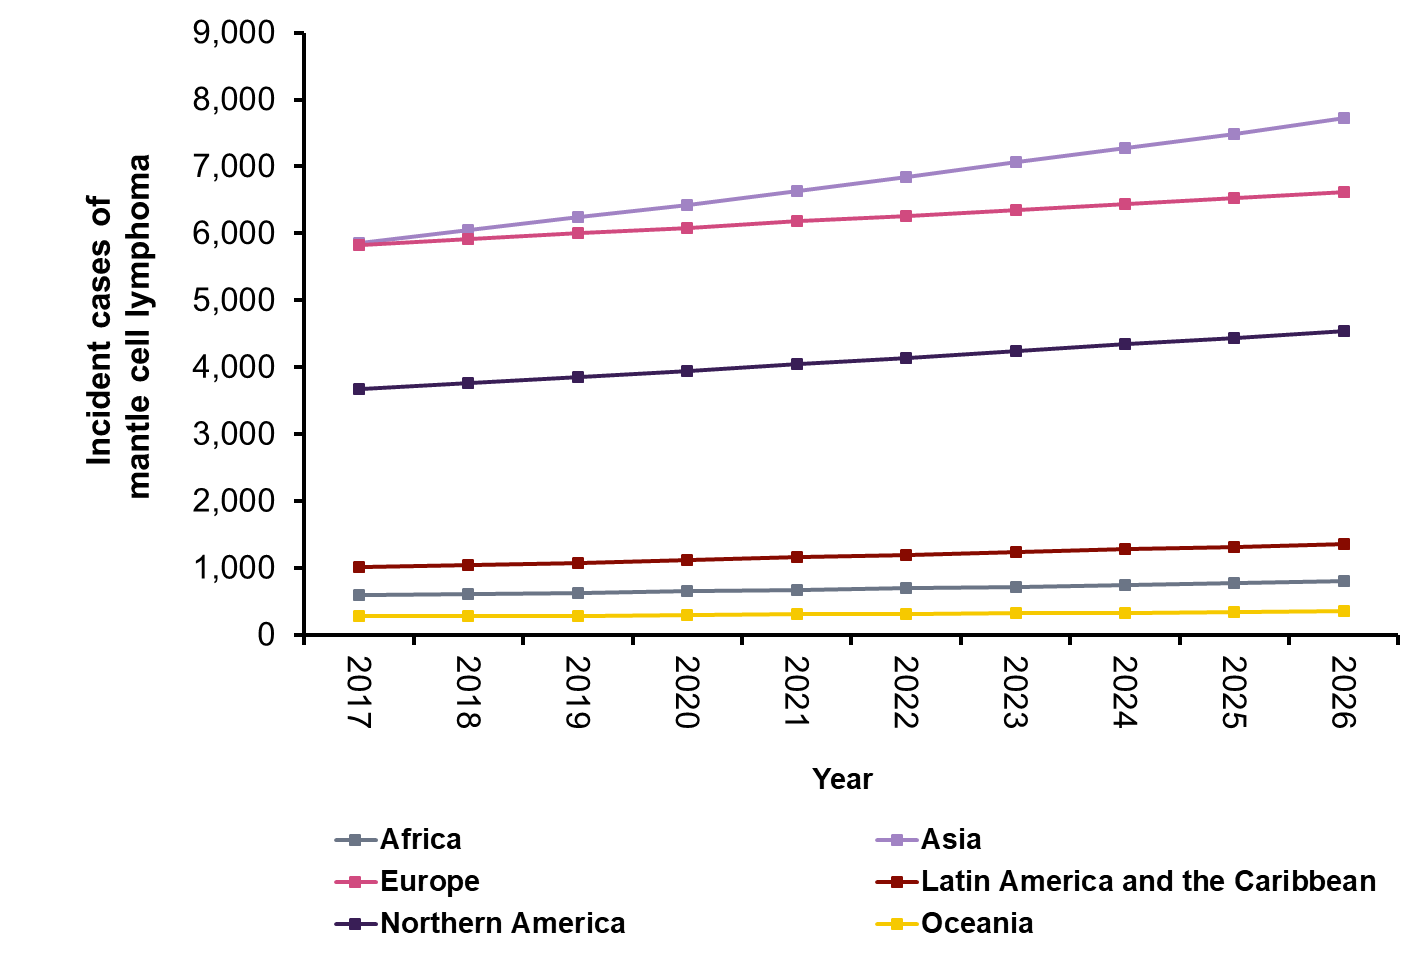 9,000
8,000
7,000
6,000
5,000
4,000
3,000
2,000
1,000
0
Incident cases of
mantle cell lymphoma
2017
2018
2019
2020
2021
2022
2023
2024
2025
2026
Year
Africa
Asia
Europe
Latin America and the Caribbean
Northern America
Oceania